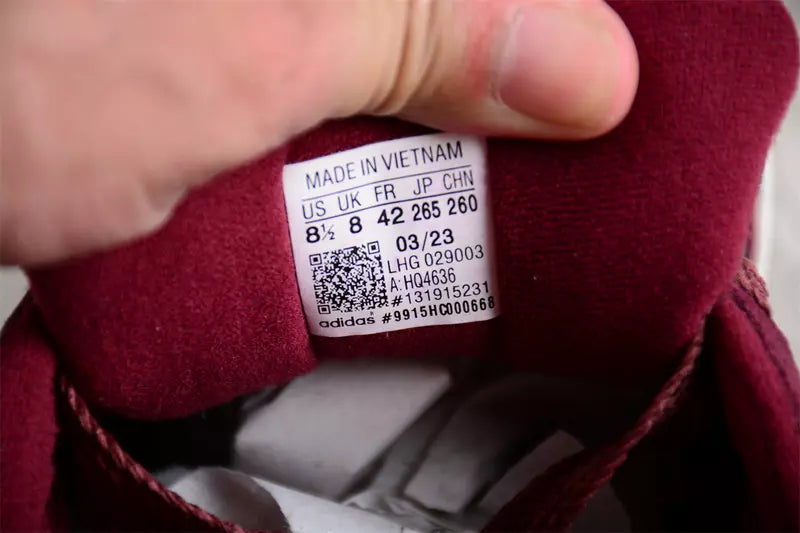 MADE IN VIETNAM
US UK FR JP CHN
8½ 8 42 265 260
03/23
LHG 029003
A: HQ4636
#131915231
adidas #9915HC000668